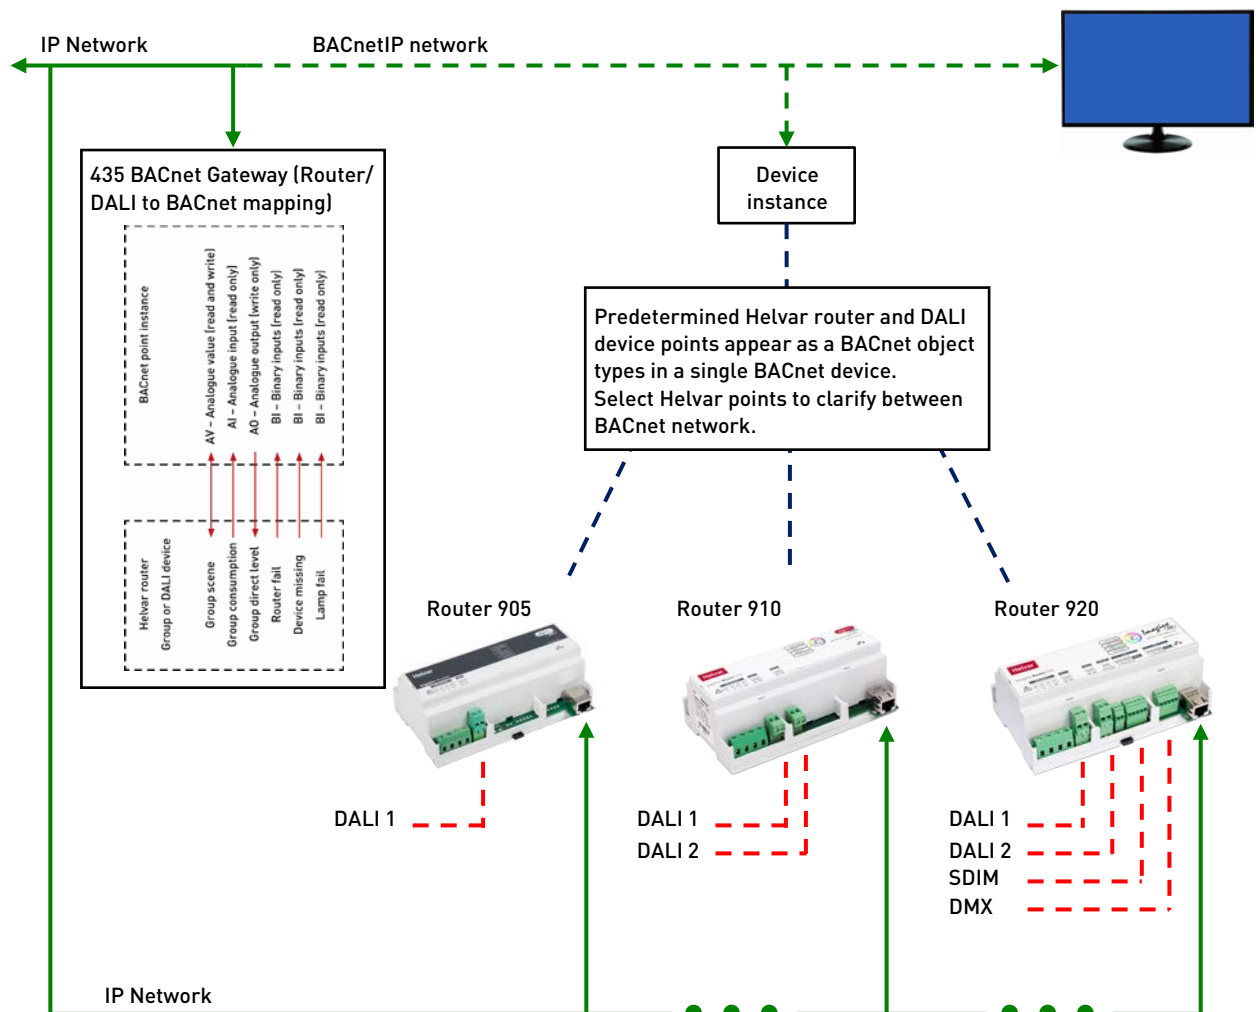 IP Network
BACnetIP network
435 BACnet Gateway (Router/
DALI to BACnet mapping)
BACnet point instance
AV – Analogue value (read and write)
AI – Analogue input (read only)
AO – Analogue output (write only)
BI – Binary inputs (read only)
BI – Binary inputs (read only)
BI – Binary inputs (read only)
Helvar router
Group or DALI device
Group scene
Group consumption
Group direct level
Router fail
Device missing
Lamp fail
Device
instance
Predetermined Helvar router and DALI
device points appear as a BACnet object
types in a single BACnet device.
Select Helvar points to clarify between
BACnet network.
Router 905
Router 910
Router 920
Helvar
Helvar
Helvar
Imagine
DALI 1
DALI 1
DALI 2
DALI 1
DALI 2
SDIM
DMX
IP Network